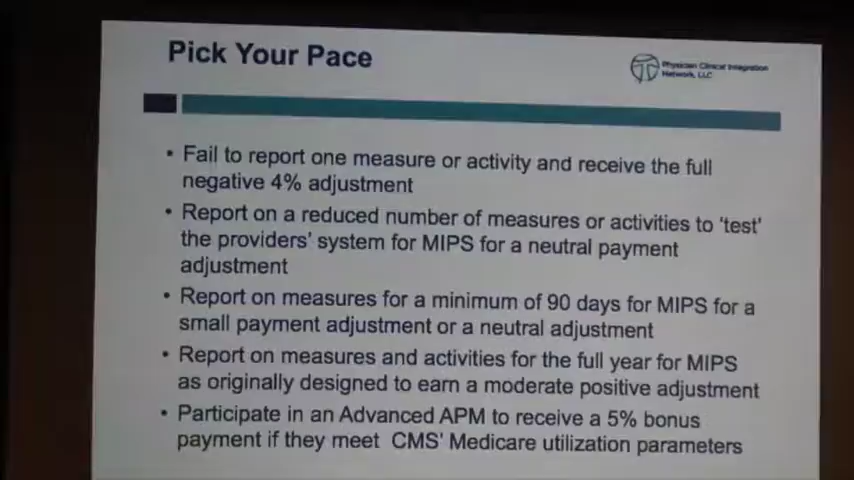 Pick Your Pace
Physician Clinical Integration
Network, LLC
• Fail to report one measure or activity and receive the full
negative 4% adjustment
• Report on a reduced number of measures or activities to 'test'
the providers' system for MIPS for a neutral payment
adjustment
• Report on measures for a minimum of 90 days for MIPS for a
small payment adjustment or a neutral adjustment
• Report on measures and activities for the full year for MIPS
as originally designed to earn a moderate positive adjustment
• Participate in an Advanced APM to receive a 5% bonus
payment if they meet CMS' Medicare utilization parameters